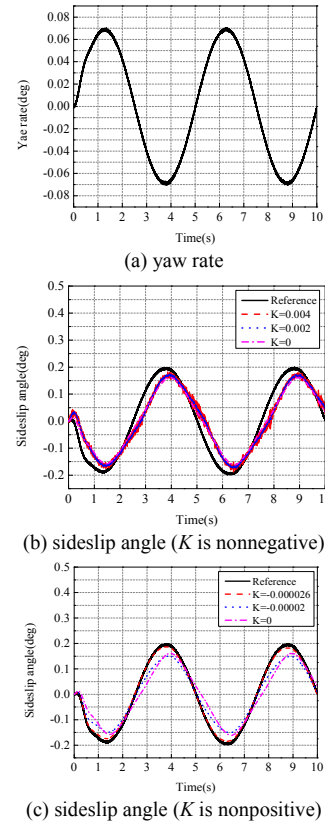 0.08
0.06
0.04
0.02
0.00
-0.02
-0.04
-0.06
-0.08
Yae rate(deg)
0 1 2 3 4 5 6 7 8 9 10
Time(s)
(a) yaw rate
0.5
0.4
0.3
0.2
0.1
0.0
-0.1
-0.2
Sideslip angle(deg)
Reference
K=0.004
K=0.002
K=0
0 1 2 3 4 5 6 7 8 9 10
Time(s)
(b) sideslip angle (K is nonnegative)
0.5
0.4
0.3
0.2
0.1
0.0
-0.1
-0.2
Sideslip angle(deg)
Reference
K=-0.000026
K=-0.00002
K=0
0 1 2 3 4 5 6 7 8 9 10
Time(s)
(c) sideslip angle (K is nonpositive)